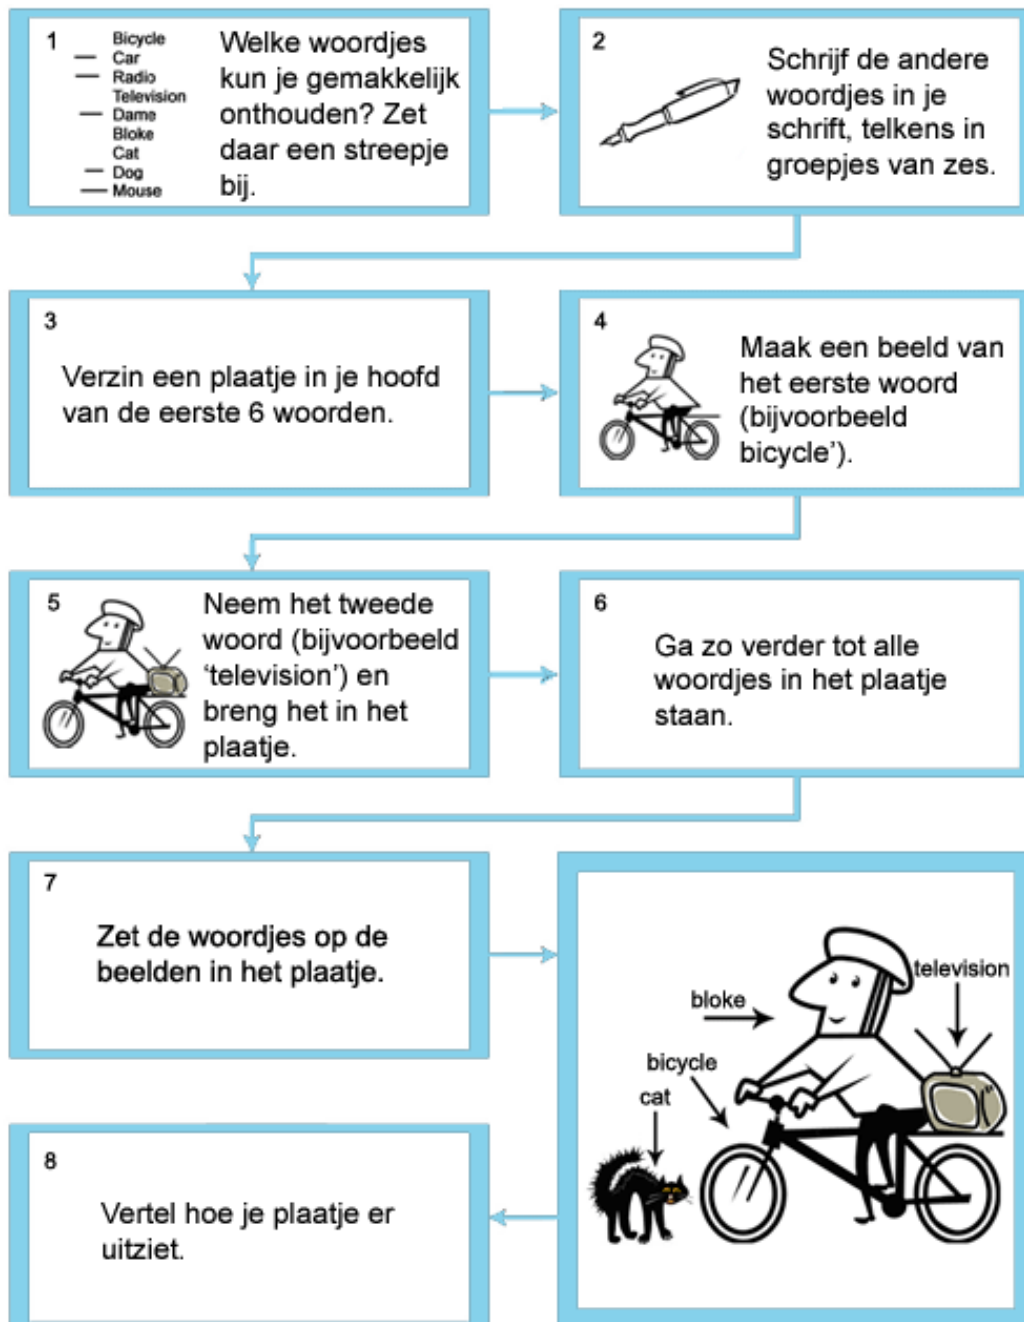 1
Bicycle
Car
Radio
Television
Dame
Bloke
Cat
Dog
Mouse
Welke woordjes
kun je gemakkelijk
onthouden? Zet
daar een streepje
bij.
2
Schrijf de andere
woordjes in je
schrift, telkens in
groepjes van zes.
3
Verzin een plaatje in je hoofd
van de eerste 6 woorden.
4
Maak een beeld van
het eerste woord
(bijvoorbeeld
bicycle’).
5
Neem het tweede
woord (bijvoorbeeld
‘television’) en
breng het in het
plaatje.
6
Ga zo verder tot alle
woordjes in het plaatje
staan.
7
Zet de woordjes op de
beelden in het plaatje.
television
bloke
bicycle
cat
8
Vertel hoe je plaatje er
uitziet.